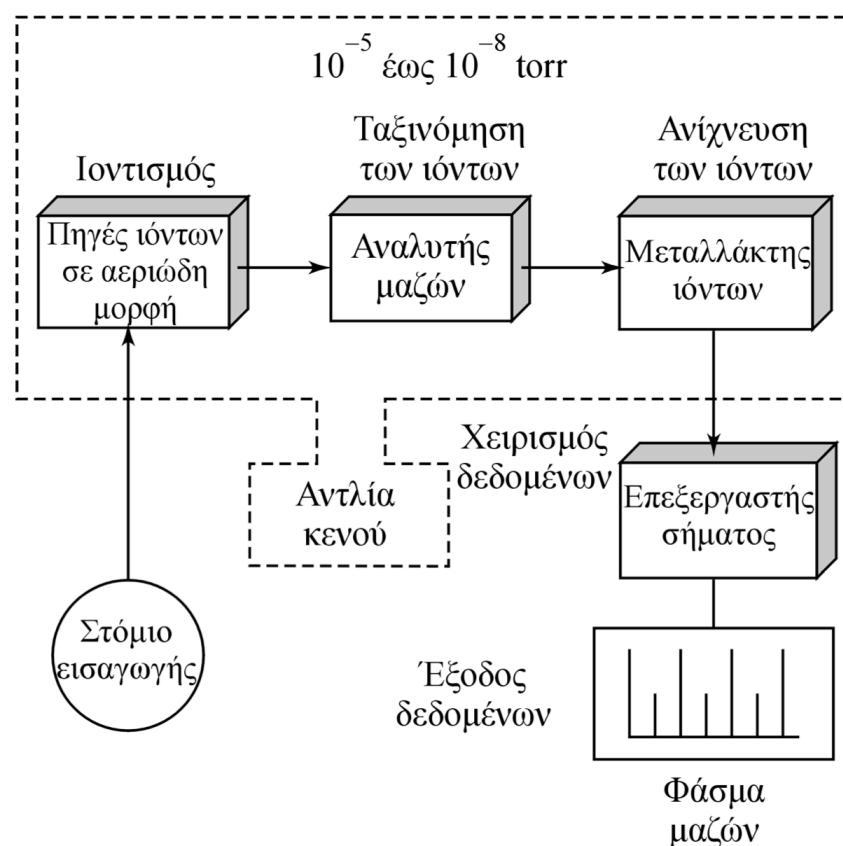 10⁻⁵ έως 10⁻⁸ torr
Ιοντισμός
Ταξινόμηση
των ιόντων
Ανίχνευση
των ιόντων
Πηγές ιόντων
σε αεριώδη
μορφή
Αναλυτής
μαζών
Μεταλλάκτης
ιόντων
Αντλία
κενού
Χειρισμός
δεδομένων
Επεξεργαστής
σήματος
Στόμιο
εισαγωγής
Έξοδος
δεδομένων
Φάσμα
μαζών